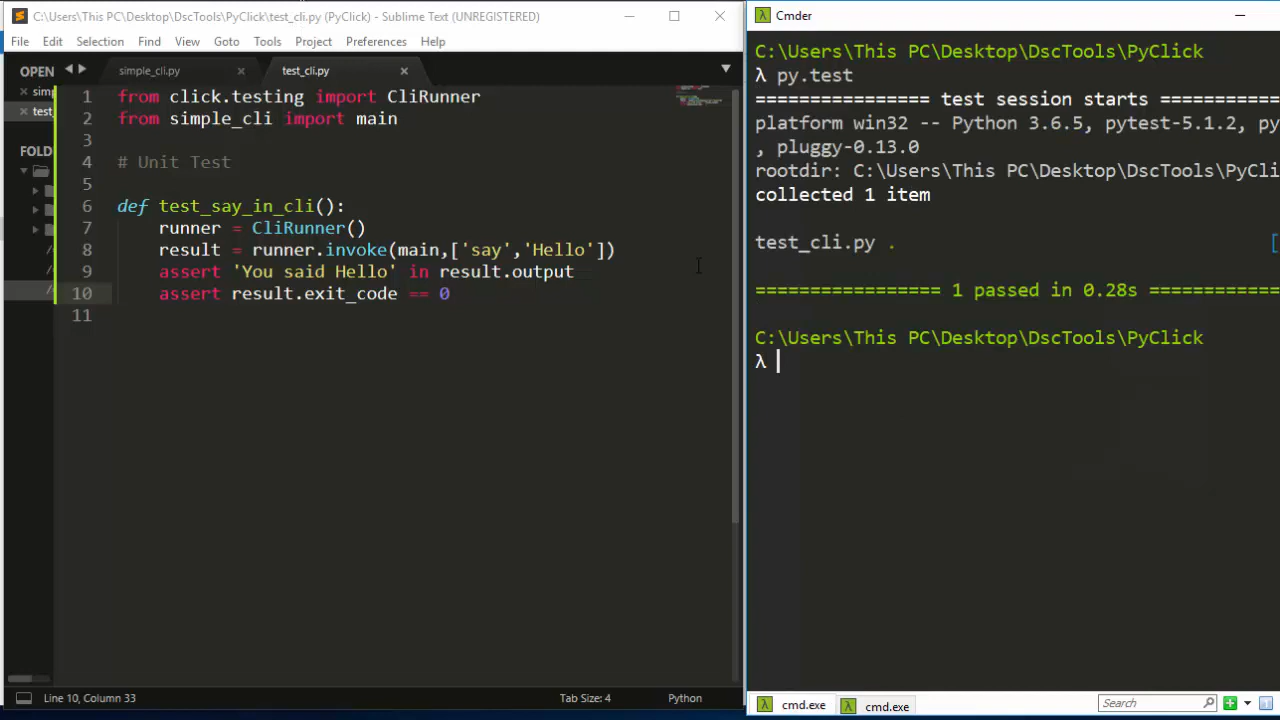 C:\Users\This PC\Desktop\DscTools\PyClick\test_cli.py (PyClick) - Sublime Text (UNREGISTERED)
File Edit Selection Find View Goto Tools Project Preferences Help
OPEN
simp
test_
FOLD
simple_cli.py × test_cli.py ×
1 from click.testing import CliRunner
2 from simple_cli import main
3
4 # Unit Test
5
6 def test_say_in_cli():
7 runner = CliRunner()
8 result = runner.invoke(main,['say','Hello'])
9 assert 'You said Hello' in result.output
10 assert result.exit_code == 0
11
Line 10, Column 33 Tab Size: 4 Python
λ Cmder
C:\Users\This PC\Desktop\DscTools\PyClick
λ py.test
================ test session starts ============
platform win32 -- Python 3.6.5, pytest-5.1.2, py
, pluggy-0.13.0
rootdir: C:\Users\This PC\Desktop\DscTools\PyCli
collected 1 item
test_cli.py . [
================== 1 passed in 0.28s =============
C:\Users\This PC\Desktop\DscTools\PyClick
λ
λ cmd.exe λ cmd.exe Search